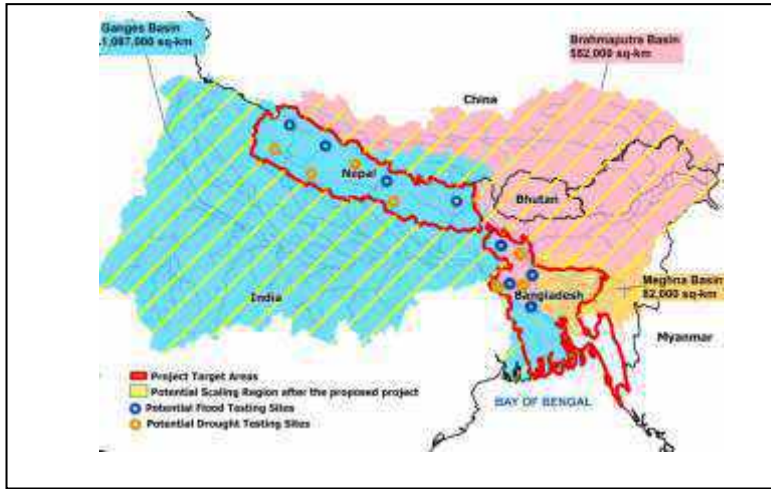 Ganges Basin
1,087,000 sq-km
Brahmaputra Basin
582,000 sq-km
China
Nepal
Bhutan
India
Bangladesh
Meghna Basin
82,000 sq-km
Myanmar
Project Target Areas
Potential Scaling Region after the proposed project
Potential Flood Testing Sites
Potential Drought Testing Sites
BAY OF BENGAL